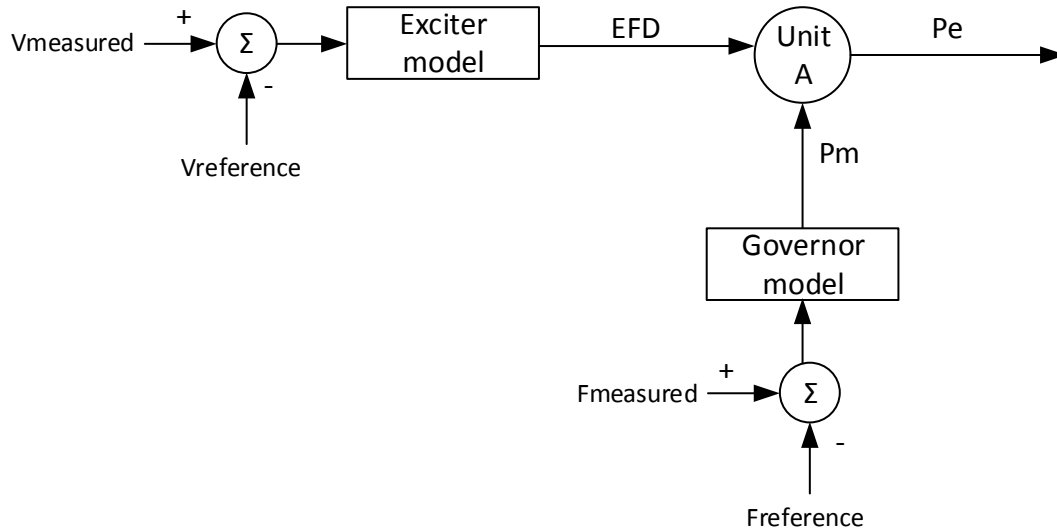 +
Vmeasured
Σ
-
Vreference
Exciter
model
EFD
Unit
A
Pe
Pm
Governor
model
+
Fmeasured
Σ
-
Freference